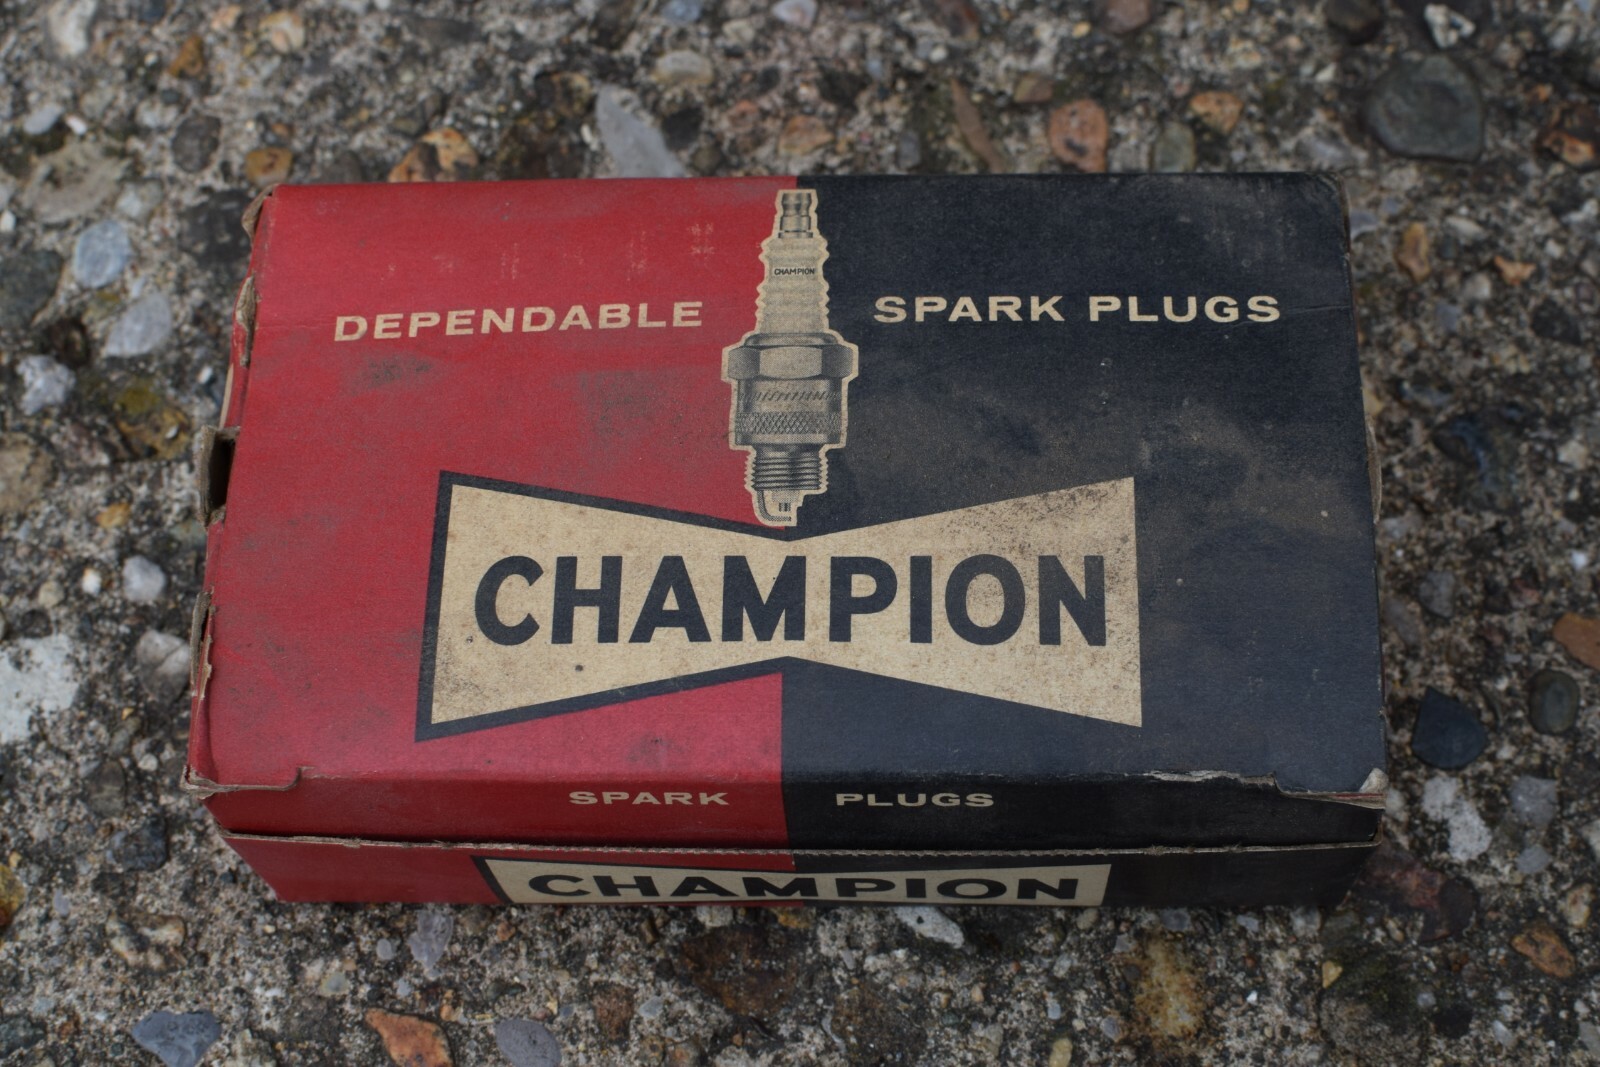 DEPENDABLE
CHAMPION
SPARK PLUGS
CHAMPION
SPARK PLUGS
CHAMPION